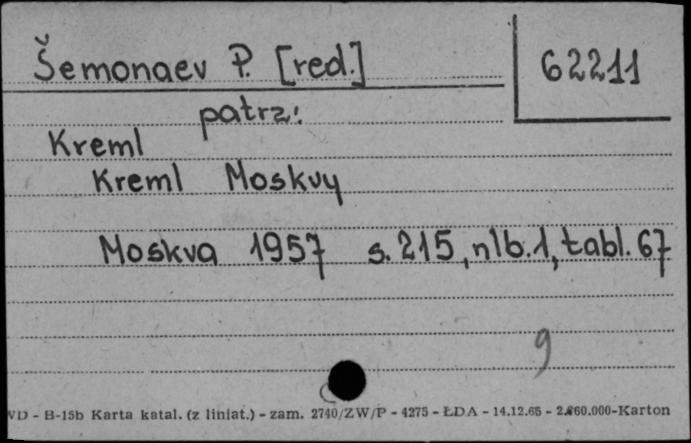 Šemonaev P. [red.]
62211
patrz:
Kreml
Kreml Moskvy
Moskva 1957 s. 215, nlb. 1, tabl. 67
9
VD - B-15b Karta katal. (z liniat.) - zam. 2740/ZW/P - 4275 - ŁDA - 14.12.65 - 2.860.000-Karton